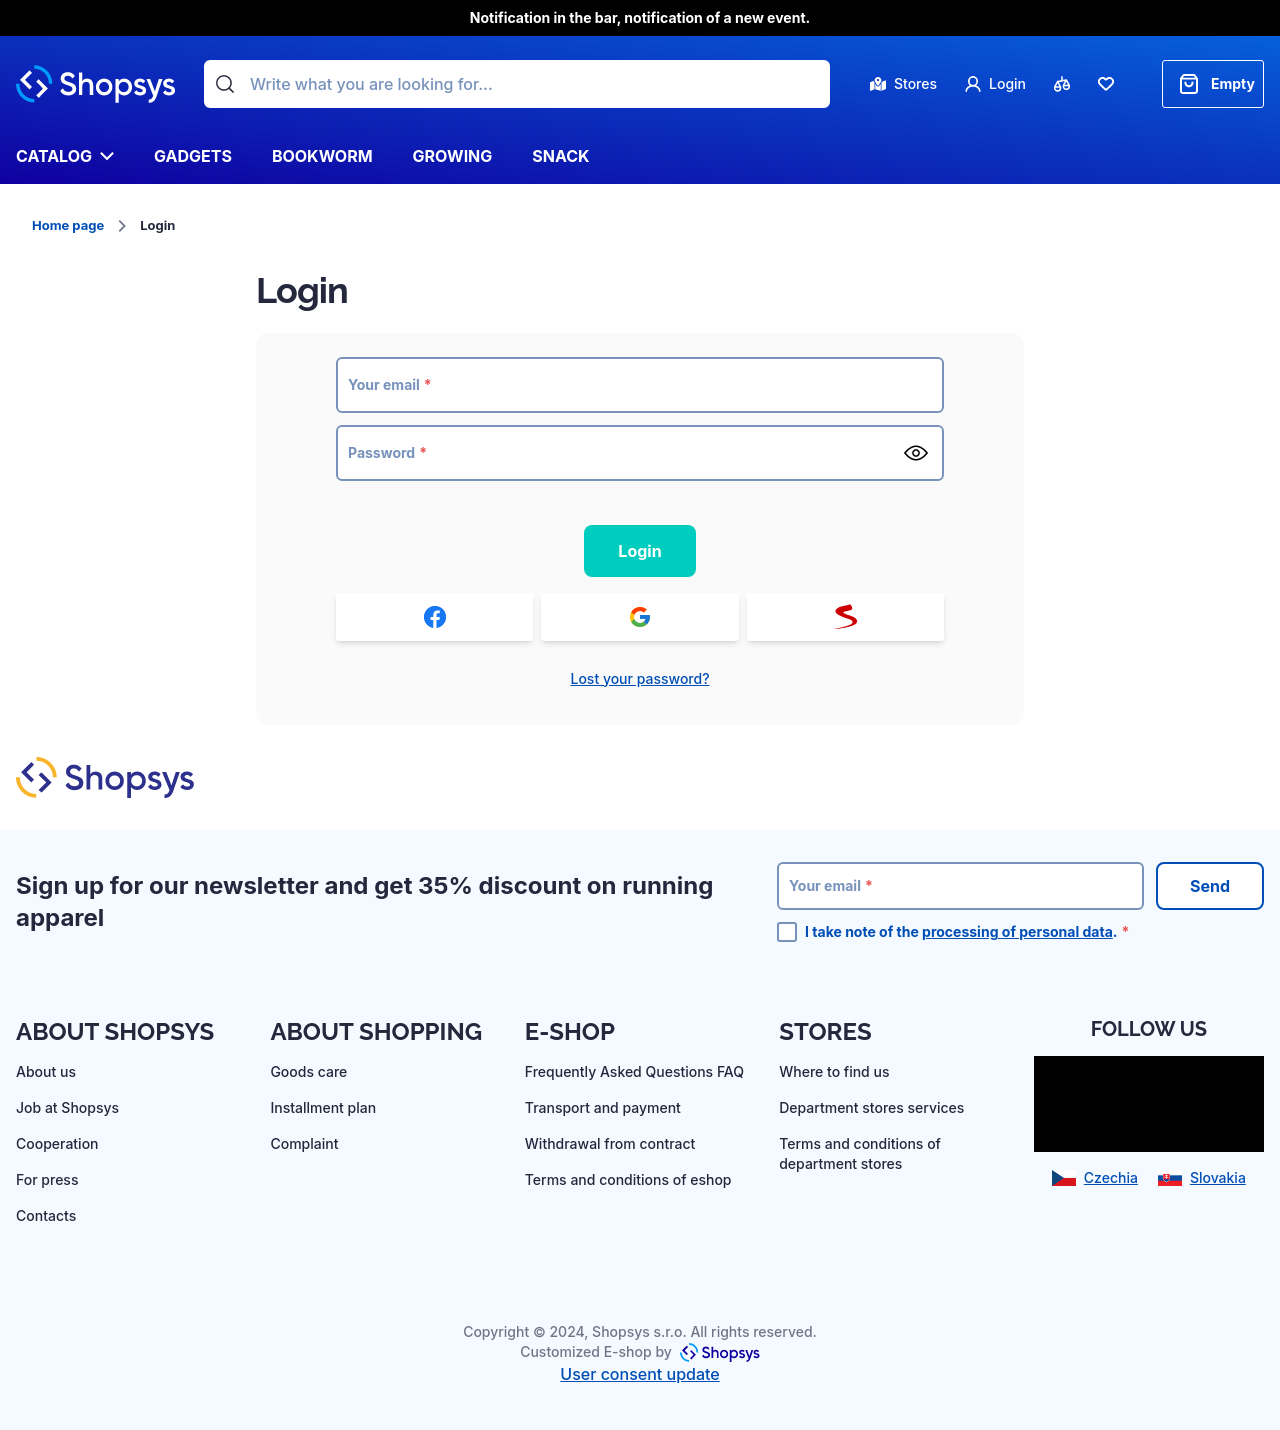 Notification in the bar, notification of a new event.
Shopsys
Write what you are looking for...
Stores
Login
Empty
CATALOG
GADGETS
BOOKWORM
GROWING
SNACK
Home page
Login
Login
Your email *
Password *
Login
Lost your password?
Shopsys
Sign up for our newsletter and get 35% discount on running
apparel
Your email *
Send
I take note of the processing of personal data. *
ABOUT SHOPSYS
About us
Job at Shopsys
Cooperation
For press
Contacts
ABOUT SHOPPING
Goods care
Installment plan
Complaint
E-SHOP
Frequently Asked Questions FAQ
Transport and payment
Withdrawal from contract
Terms and conditions of eshop
STORES
Where to find us
Department stores services
Terms and conditions of
department stores
FOLLOW US
Czechia
Slovakia
Copyright © 2024, Shopsys s.r.o. All rights reserved.
Customized E-shop by Shopsys
User consent update